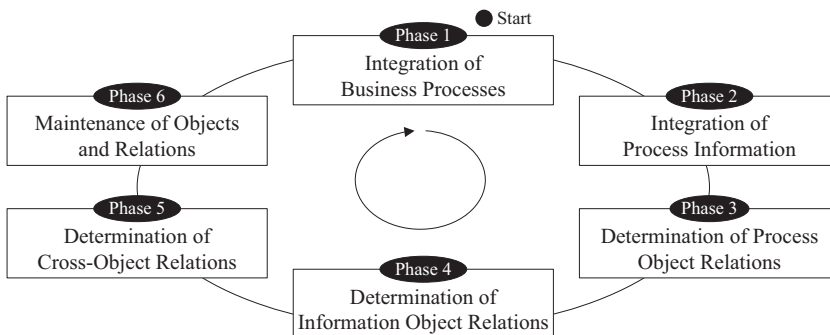 Start
Phase 1
Integration of
Business Processes
Phase 2
Integration of
Process Information
Phase 3
Determination of Process
Object Relations
Phase 4
Determination of
Information Object Relations
Phase 5
Determination of
Cross-Object Relations
Phase 6
Maintenance of Objects
and Relations